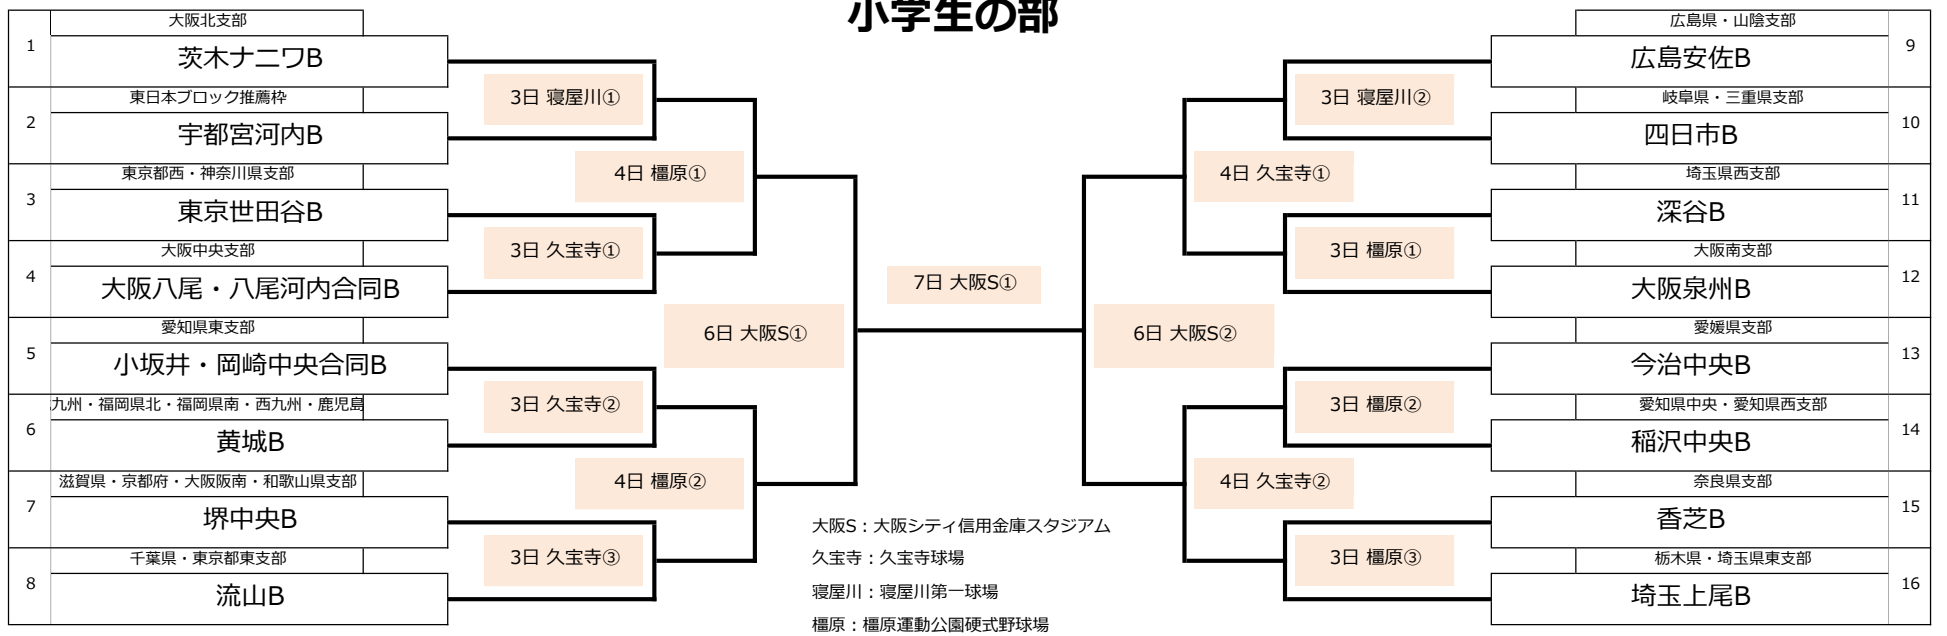 小学生の部
1
大阪北支部
茨木ナニワB
2
東日本ブロック推薦枠
宇都宮河内B
3
東京都西・神奈川県支部
東京世田谷B
4
大阪中央支部
大阪八尾・八尾河内合同B
5
愛知県東支部
小坂井・岡崎中央合同B
6
九州・福岡県北・福岡県南・西九州・鹿児島
黄城B
7
滋賀県・京都府・大阪阪南・和歌山県支部
堺中央B
8
千葉県・東京都東支部
流山B
3日 寝屋川①
3日 久宝寺①
3日 久宝寺②
3日 久宝寺③
4日 橿原①
4日 橿原②
6日 大阪S①
7日 大阪S①
6日 大阪S②
4日 久宝寺①
4日 久宝寺②
3日 寝屋川②
3日 橿原①
3日 橿原②
3日 橿原③
広島県・山陰支部
広島安佐B
9
岐阜県・三重県支部
四日市B
10
埼玉県西支部
深谷B
11
大阪南支部
大阪泉州B
12
愛媛県支部
今治中央B
13
愛知県中央・愛知県西支部
稲沢中央B
14
奈良県支部
香芝B
15
栃木県・埼玉県東支部
埼玉上尾B
16
大阪S：大阪シティ信用金庫スタジアム
久宝寺：久宝寺球場
寝屋川：寝屋川第一球場
橿原：橿原運動公園硬式野球場